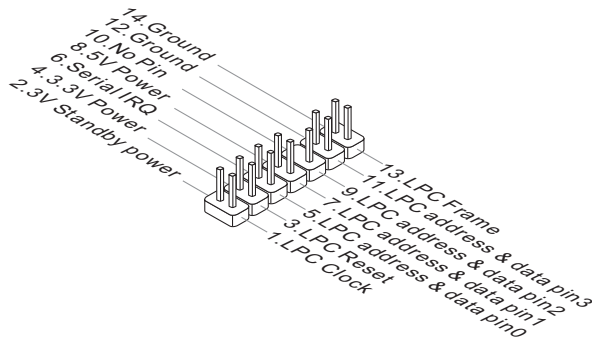 14.Ground
12.Ground
10.No Pin
8.5V Power
6.Serial IRQ
4.3.3V Power
2.3V Standby power
13.LPC Frame
11.LPC address & data pin3
9.LPC address & data pin2
7.LPC address & data pin1
5.LPC address & data pin0
3.LPC Reset
1.LPC Clock